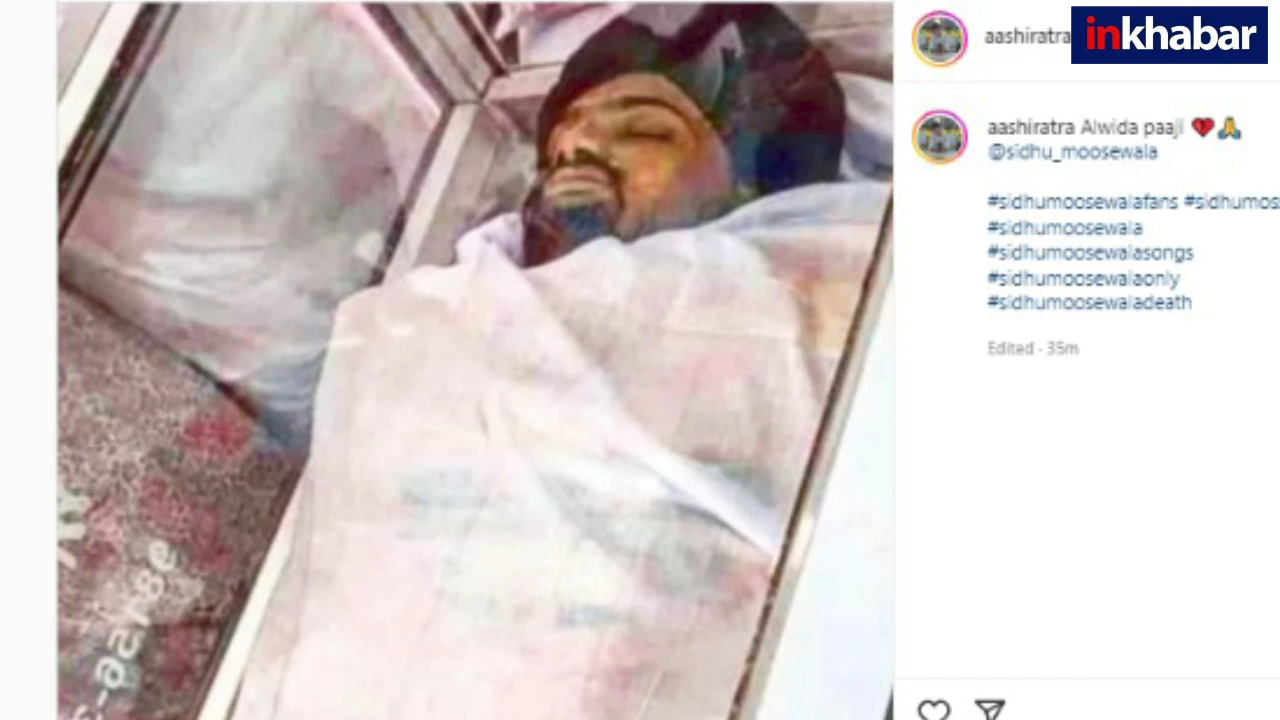 aashiratra
inkhabar
aashiratra Alwida paaji 💔🙏
@sidhu_moosewala
#sidhumoosewalafans
#sidhumoosewala
#sidhumoosewalasongs
#sidhumoosewalaonly
#sidhumoosewaladeath
Edited · 35m